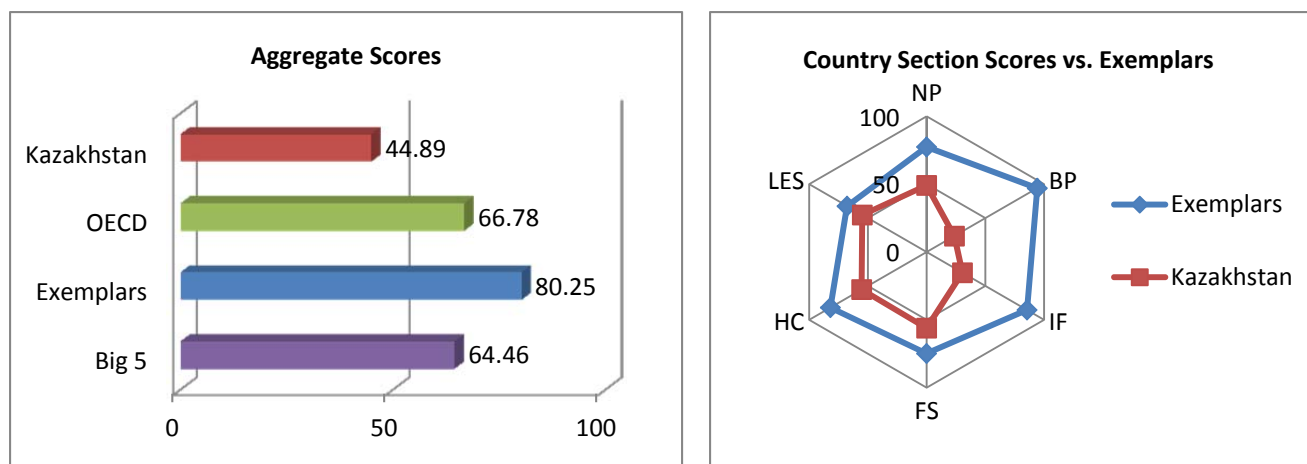 Aggregate Scores
Kazakhstan
44.89
OECD
66.78
Exemplars
80.25
Big 5
64.46
0
50
100
Country Section Scores vs. Exemplars
NP
100
LES
50
BP
0
HC
IF
FS
Exemplars
Kazakhstan